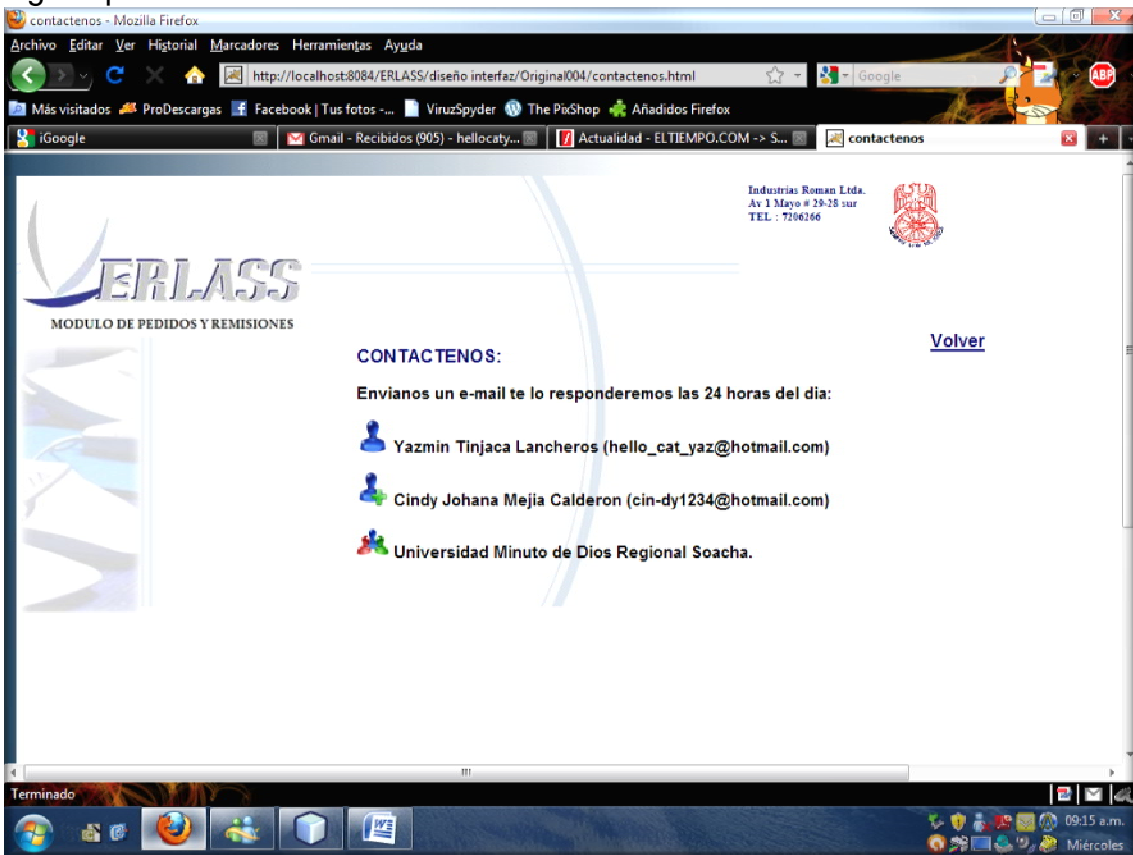 contactenos - Mozilla Firefox
Archivo Editar Ver Historial Marcadores Herramientas Ayuda
http://localhost:8084/ERLASS/diseño interfaz/Original004/contactenos.html
Google
ABP
Más visitados ProDescargas Facebook | Tus fotos -... ViruzSpyder The PixShop Añadidos Firefox
iGoogle
Gmail - Recibidos (905) - hellocaty...
Actualidad - ELTIEMPO.COM -> S...
contactenos
Industrias Roman Ltda.
Av 1 Mayo # 29-28 sur
TEL : 7206266
ERLASS
MODULO DE PEDIDOS Y REMISIONES
Volver
CONTACTENOS:
Envianos un e-mail te lo responderemos las 24 horas del dia:
Yazmin Tinjaca Lancheros (hello_cat_yaz@hotmail.com)
Cindy Johana Mejia Calderon (cin-dy1234@hotmail.com)
Universidad Minuto de Dios Regional Soacha.
Terminado
09:15 a.m.
Miércoles